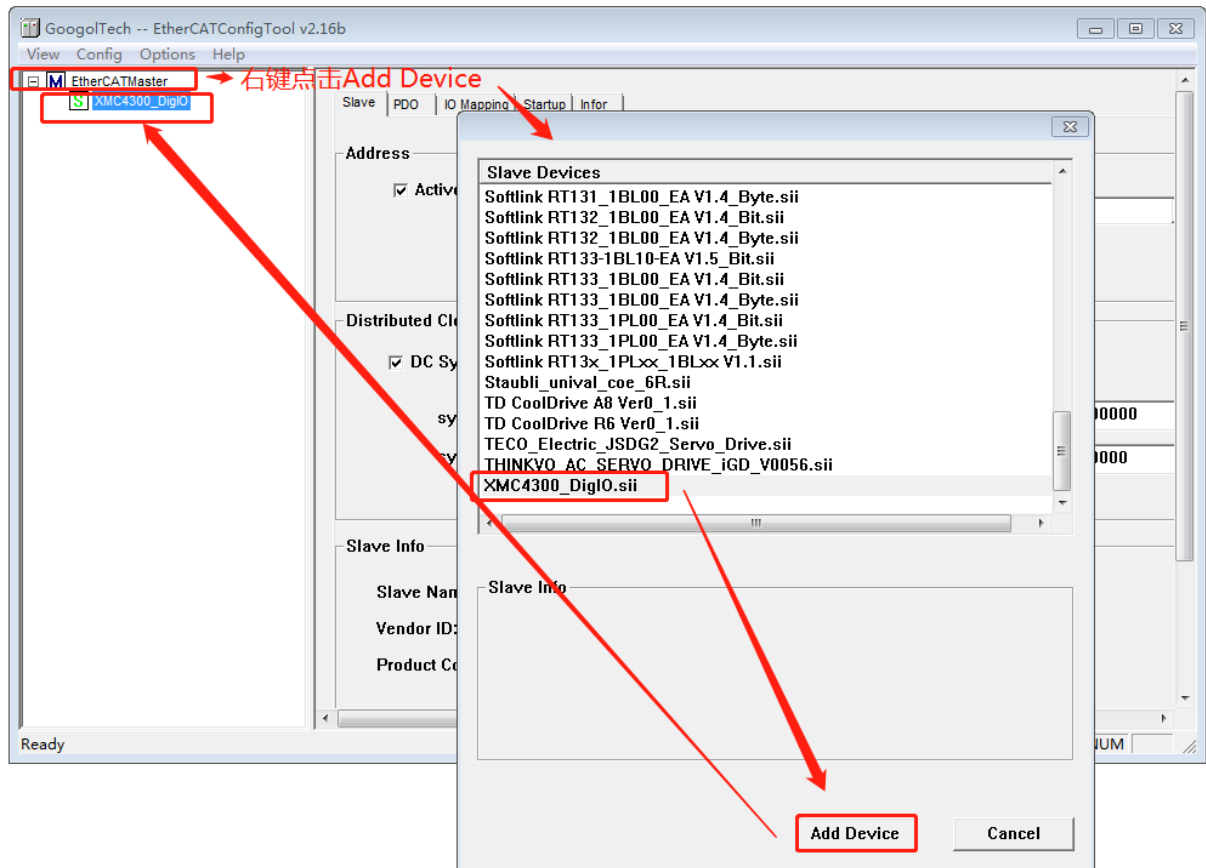 GoogolTech -- EtherCATConfigTool v2.16b
View Config Options Help
EtherCATMaster
右键点击Add Device
XMC4300_DigIO
Slave PDO IO Mapping Startup Infor
Address
Slave Devices
Softlink RT131_1BL00_EA V1.4_Byte.sii
Softlink RT132_1BL00_EA V1.4_Bit.sii
Softlink RT132_1BL00_EA V1.4_Byte.sii
Softlink RT133-1BL10-EA V1.5_Bit.sii
Softlink RT133_1BL00_EA V1.4_Bit.sii
Softlink RT133_1BL00_EA V1.4_Byte.sii
Softlink RT133_1PL00_EA V1.4_Bit.sii
Softlink RT133_1PL00_EA V1.4_Byte.sii
Softlink RT13x_1PLxx_1BLxx V1.1.sii
Staubli_unival_coe_6R.sii
TD CoolDrive A8 Ver0_1.sii
TD CoolDrive R6 Ver0_1.sii
TECO_Electric_JSDG2_Servo_Drive.sii
THINKVO_AC_SERVO_DRIVE_iGD_V0056.sii
XMC4300_DigIO.sii
Active
Distributed Clo
DC Sy
sy
sy
0000
000
Slave Info
Slave Nam
Vendor ID:
Product Co
Slave Info
Ready
NUM
Add Device
Cancel